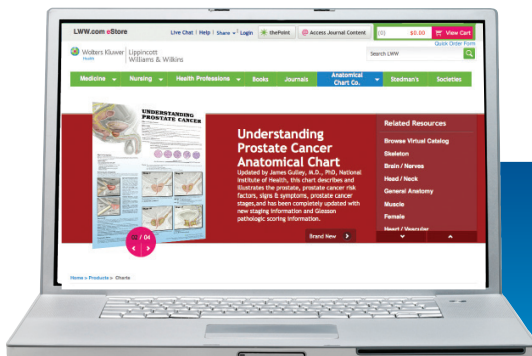 LWW.com eStore
Live Chat | Help | Share Login
thePoint
@ Access Journal Content
(0) $0.00 View Cart
Quick Order Form
Wolters Kluwer Lippincott
Health Williams & Wilkins
Search LWW
Medicine Nursing Health Professions Books Journals Anatomical Chart Co. Stedman's Societies
UNDERSTANDING
PROSTATE CANCER
02 / 04
Understanding
Prostate Cancer
Anatomical Chart
Updated by James Gulley, M.D., PhD, National
Institute of Health, this chart describes and
illustrates the prostate, prostate cancer risk
factors, signs & symptoms, prostate cancer
stages,and has been completely updated with
new staging information and Gleason
pathologic scoring information.
Brand New
Related Resources
Browse Virtual Catalog
Skeleton
Brain / Nerves
Head / Neck
General Anatomy
Muscle
Female
Heart / Vascular
Home > Products > Charts